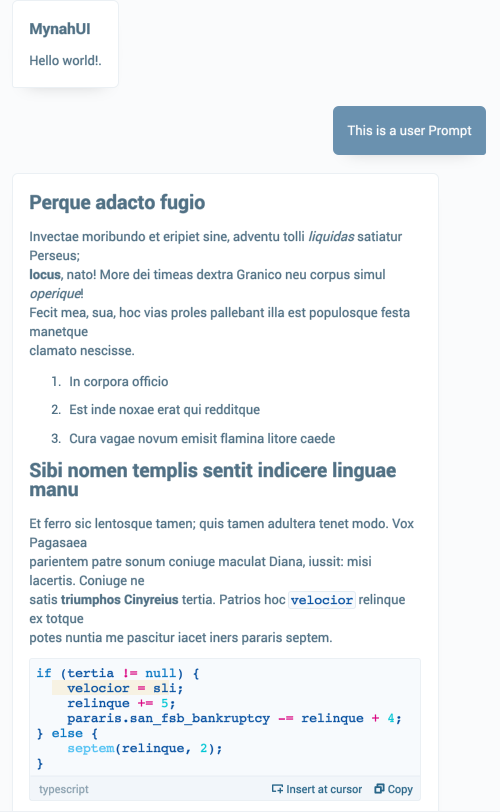 MynahUI
Hello world!.
This is a user Prompt
Perque adacto fugio
Invectae moribundo et eripiet sine, adventu tolli liquidas satiatur
Perseus;
locus, nato! More dei timeas dextra Granico neu corpus simul
operique!
Fecit mea, sua, hoc vias proles pallebant illa est populosque festa
manetque
clamato nescisse.
1. In corpora officio
2. Est inde noxae erat qui redditque
3. Cura vagae novum emisit flamina litore caede
Sibi nomen templis sentit indicere linguae
manu
Et ferro sic lentosque tamen; quis tamen adultera tenet modo. Vox
Pagasaea
parientem patre sonum coniuge maculat Diana, iussit: misi
lacertis. Coniuge ne
satis triumphos Cinyreius tertia. Patrios hoc velocior relinque
ex totque
potes nuntia me pascitur iacet iners pararis septem.
if (tertia != null) {
    velocior = sli;
    relinque += 5;
    pararis.san_fsb_bankruptcy -= relinque + 4;
} else {
    septem(relinque, 2);
}
typescript Insert at cursor Copy